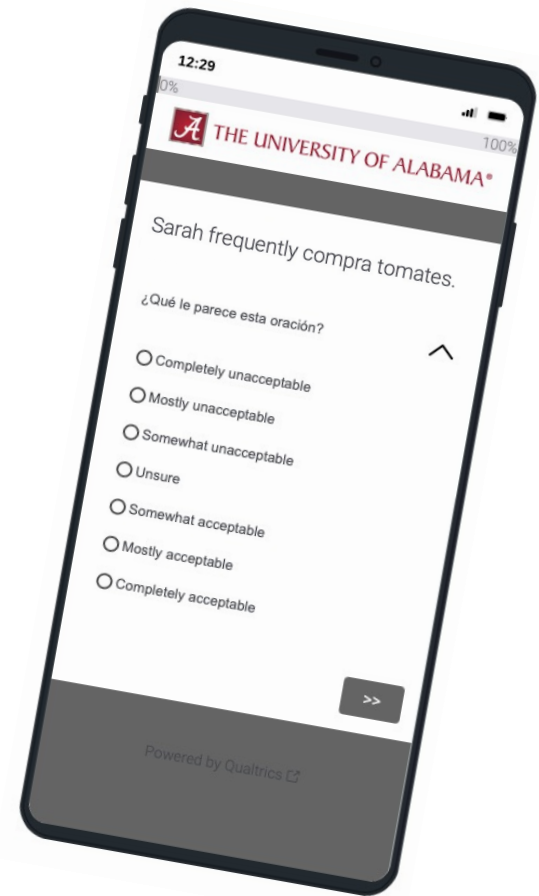 12:29
0%
100%
THE UNIVERSITY OF ALABAMA®
Sarah frequently compra tomates.
¿Qué le parece esta oración?
Completely unacceptable
Mostly unacceptable
Somewhat unacceptable
Unsure
Somewhat acceptable
Mostly acceptable
Completely acceptable
>>
Powered by Qualtrics